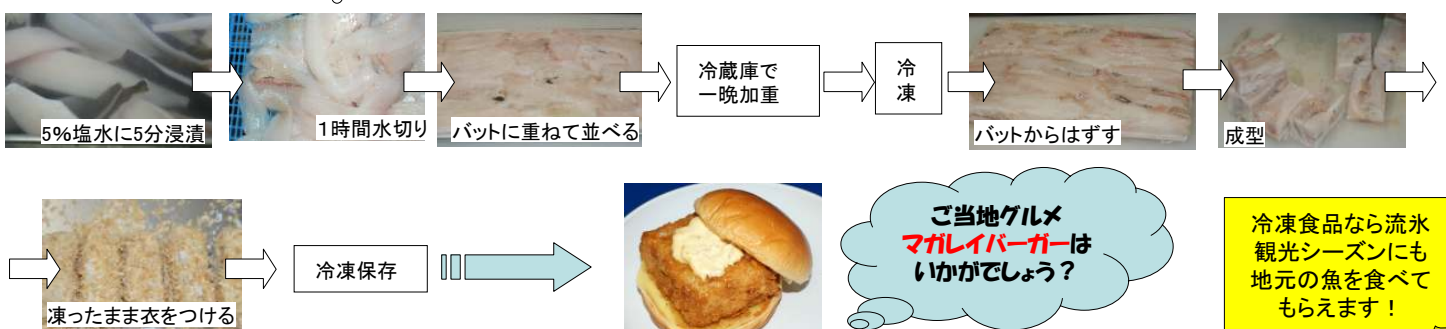 5%塩水に5分浸漬
1時間水切り
バットに重ねて並べる
冷蔵庫で
一晩加重
冷
凍
バットからはずす
成型
凍ったまま衣をつける
冷凍保存
ご当地グルメ
マガレイバーガーは
いかがでしょう？
冷凍食品なら流氷
観光シーズンにも
地元の魚を食べて
もらえます！